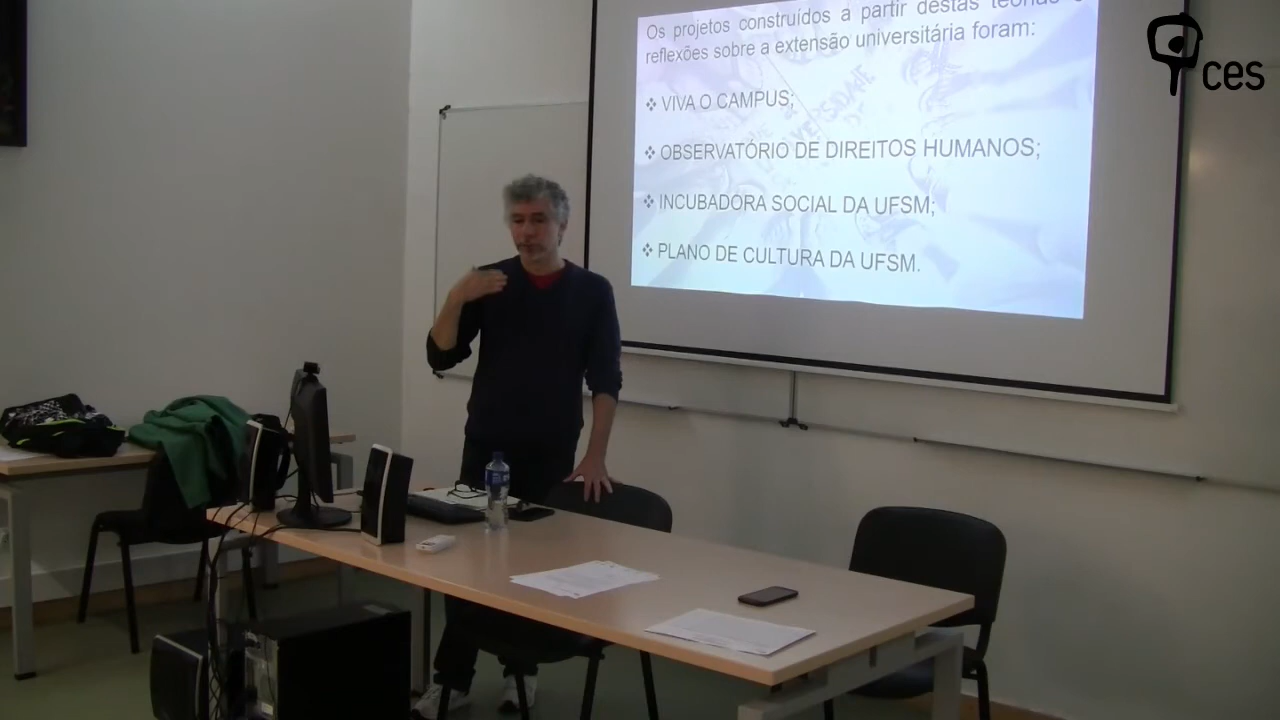 Os projetos construídos a partir destas teorias e
reflexões sobre a extensão universitária foram:
❖ VIVA O CAMPUS;
❖ OBSERVATÓRIO DE DIREITOS HUMANOS;
❖ INCUBADORA SOCIAL DA UFSM;
❖ PLANO DE CULTURA DA UFSM.
ces